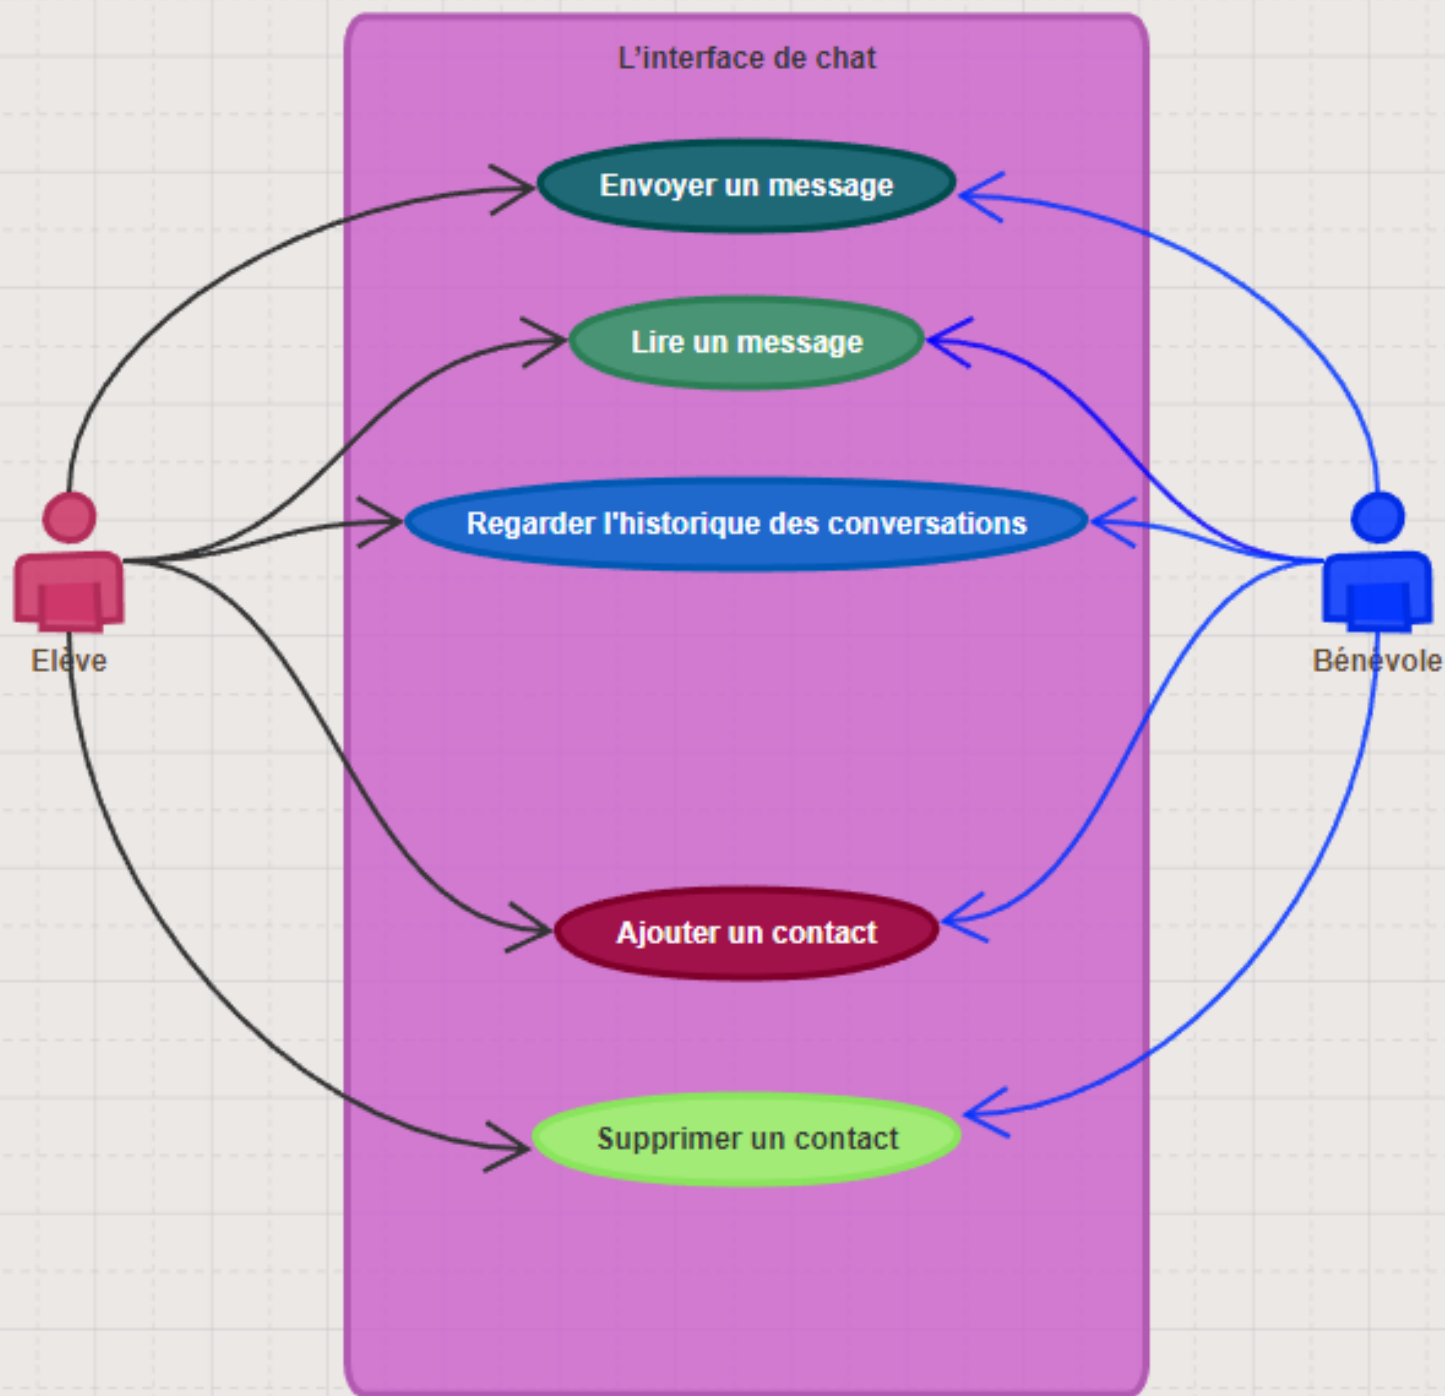 L’interface de chat
Envoyer un message
Lire un message
Regarder l'historique des conversations
Elève
Bénévole
Ajouter un contact
Supprimer un contact